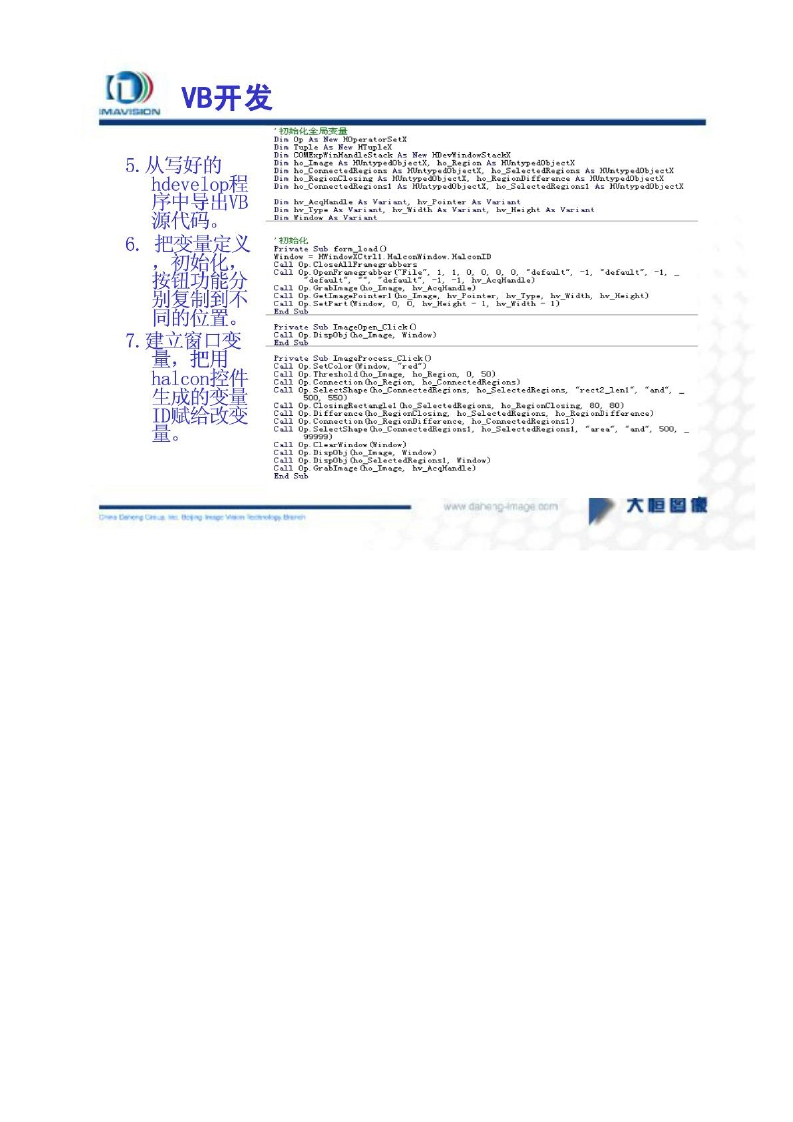 IMAVISION
VB开发
5.从写好的
hdevelop程
序中导出VB
源代码。
6. 把变量定义
，初始化，
按钮功能分
别复制到不
同的位置。
7.建立窗口变
量，把用
halcon控件
生成的变量
ID赋给改变
量。
'初始化全局变量
Dim Op As New HOperatorSetX
Dim Tuple As New HTupleX
Dim COMExpWinHandleStack As New HDevWindowStackX
Dim ho_Image As HUntypedObjectX, ho_Region As HUntypedObjectX
Dim ho_ConnectedRegions As HUntypedObjectX, ho_SelectedRegions As HUntypedObjectX
Dim ho_RegionClosing As HUntypedObjectX, ho_RegionDifference As HUntypedObjectX
Dim ho_ConnectedRegions1 As HUntypedObjectX, ho_SelectedRegions1 As HUntypedObjectX
Dim hv_AcqHandle As Variant, hv_Pointer As Variant
Dim hv_Type As Variant, hv_Width As Variant, hv_Height As Variant
Dim Window As Variant
'初始化
Private Sub form_load()
Window = HWindowXCtrl1.HalconWindow.HalconID
Call Op.CloseAllFramegrabbers
Call Op.OpenFramegrabber("File", 1, 1, 0, 0, 0, 0, "default", -1, "default", -1, _
"default", "", "default", -1, -1, hv_AcqHandle)
Call Op.GrabImage(ho_Image, hv_AcqHandle)
Call Op.GetImagePointer1(ho_Image, hv_Pointer, hv_Type, hv_Width, hv_Height)
Call Op.SetPart(Window, 0, 0, hv_Height - 1, hv_Width - 1)
End Sub
Private Sub ImageOpen_Click()
Call Op.DispObj(ho_Image, Window)
End Sub
Private Sub ImageProcess_Click()
Call Op.SetColor(Window, "red")
Call Op.Threshold(ho_Image, ho_Region, 0, 50)
Call Op.Connection(ho_Region, ho_ConnectedRegions)
Call Op.SelectShape(ho_ConnectedRegions, ho_SelectedRegions, "rect2_len1", "and", _
500, 550)
Call Op.ClosingRectangle1(ho_SelectedRegions, ho_RegionClosing, 80, 80)
Call Op.Difference(ho_RegionClosing, ho_SelectedRegions, ho_RegionDifference)
Call Op.Connection(ho_RegionDifference, ho_ConnectedRegions1)
Call Op.SelectShape(ho_ConnectedRegions1, ho_SelectedRegions1, "area", "and", 500, _
99999)
Call Op.ClearWindow(Window)
Call Op.DispObj(ho_Image, Window)
Call Op.DispObj(ho_SelectedRegions1, Window)
Call Op.GrabImage(ho_Image, hv_AcqHandle)
End Sub
China Daheng Group, Inc. Beijing Image Vision Technology Branch
www.daheng-image.com
大恒图像